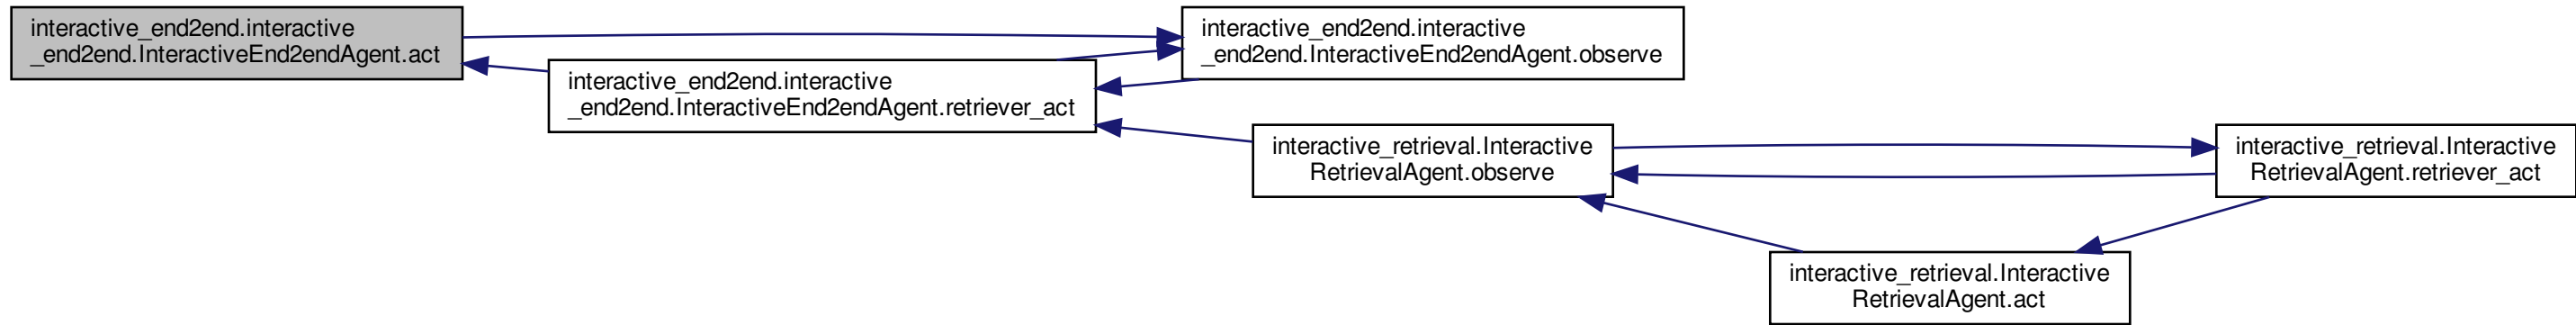 interactive_end2end.interactive
_end2end.InteractiveEnd2endAgent.act
interactive_end2end.interactive
_end2end.InteractiveEnd2endAgent.observe
interactive_end2end.interactive
_end2end.InteractiveEnd2endAgent.retriever_act
interactive_retrieval.Interactive
RetrievalAgent.observe
interactive_retrieval.Interactive
RetrievalAgent.retriever_act
interactive_retrieval.Interactive
RetrievalAgent.act